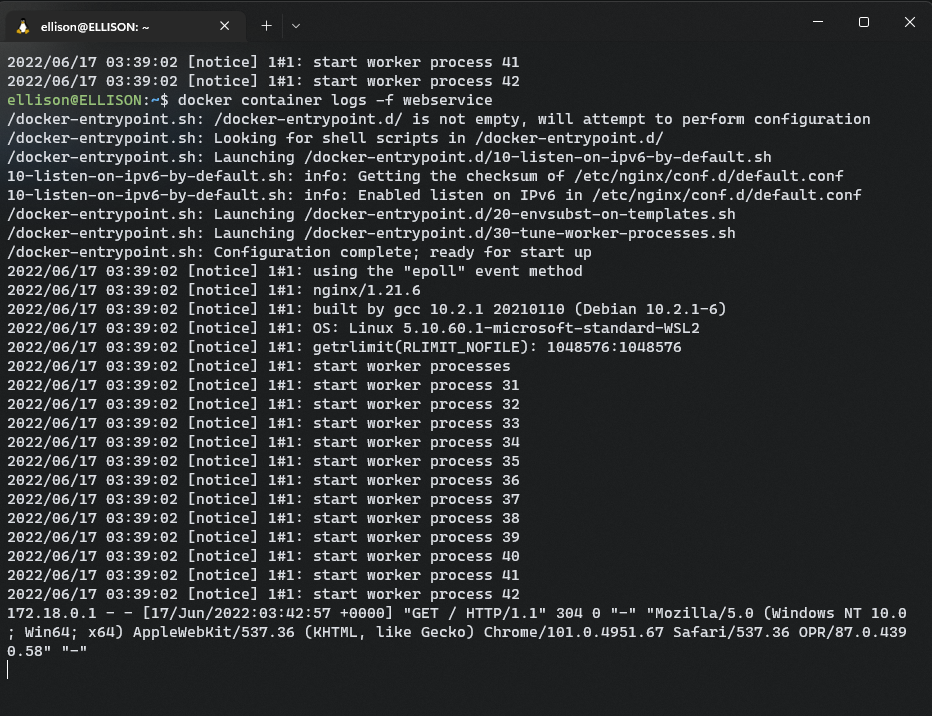 ellison@ELLISON: ~
2022/06/17 03:39:02 [notice] 1#1: start worker process 41
2022/06/17 03:39:02 [notice] 1#1: start worker process 42
ellison@ELLISON:~$ docker container logs -f webservice
/docker-entrypoint.sh: /docker-entrypoint.d/ is not empty, will attempt to perform configuration
/docker-entrypoint.sh: Looking for shell scripts in /docker-entrypoint.d/
/docker-entrypoint.sh: Launching /docker-entrypoint.d/10-listen-on-ipv6-by-default.sh
10-listen-on-ipv6-by-default.sh: info: Getting the checksum of /etc/nginx/conf.d/default.conf
10-listen-on-ipv6-by-default.sh: info: Enabled listen on IPv6 in /etc/nginx/conf.d/default.conf
/docker-entrypoint.sh: Launching /docker-entrypoint.d/20-envsubst-on-templates.sh
/docker-entrypoint.sh: Launching /docker-entrypoint.d/30-tune-worker-processes.sh
/docker-entrypoint.sh: Configuration complete; ready for start up
2022/06/17 03:39:02 [notice] 1#1: using the "epoll" event method
2022/06/17 03:39:02 [notice] 1#1: nginx/1.21.6
2022/06/17 03:39:02 [notice] 1#1: built by gcc 10.2.1 20210110 (Debian 10.2.1-6)
2022/06/17 03:39:02 [notice] 1#1: OS: Linux 5.10.60.1-microsoft-standard-WSL2
2022/06/17 03:39:02 [notice] 1#1: getrlimit(RLIMIT_NOFILE): 1048576:1048576
2022/06/17 03:39:02 [notice] 1#1: start worker processes
2022/06/17 03:39:02 [notice] 1#1: start worker process 31
2022/06/17 03:39:02 [notice] 1#1: start worker process 32
2022/06/17 03:39:02 [notice] 1#1: start worker process 33
2022/06/17 03:39:02 [notice] 1#1: start worker process 34
2022/06/17 03:39:02 [notice] 1#1: start worker process 35
2022/06/17 03:39:02 [notice] 1#1: start worker process 36
2022/06/17 03:39:02 [notice] 1#1: start worker process 37
2022/06/17 03:39:02 [notice] 1#1: start worker process 38
2022/06/17 03:39:02 [notice] 1#1: start worker process 39
2022/06/17 03:39:02 [notice] 1#1: start worker process 40
2022/06/17 03:39:02 [notice] 1#1: start worker process 41
2022/06/17 03:39:02 [notice] 1#1: start worker process 42
172.18.0.1 - - [17/Jun/2022:03:42:57 +0000] "GET / HTTP/1.1" 304 0 "-" "Mozilla/5.0 (Windows NT 10.0
; Win64; x64) AppleWebKit/537.36 (KHTML, like Gecko) Chrome/101.0.4951.67 Safari/537.36 OPR/87.0.439
0.58" "-"